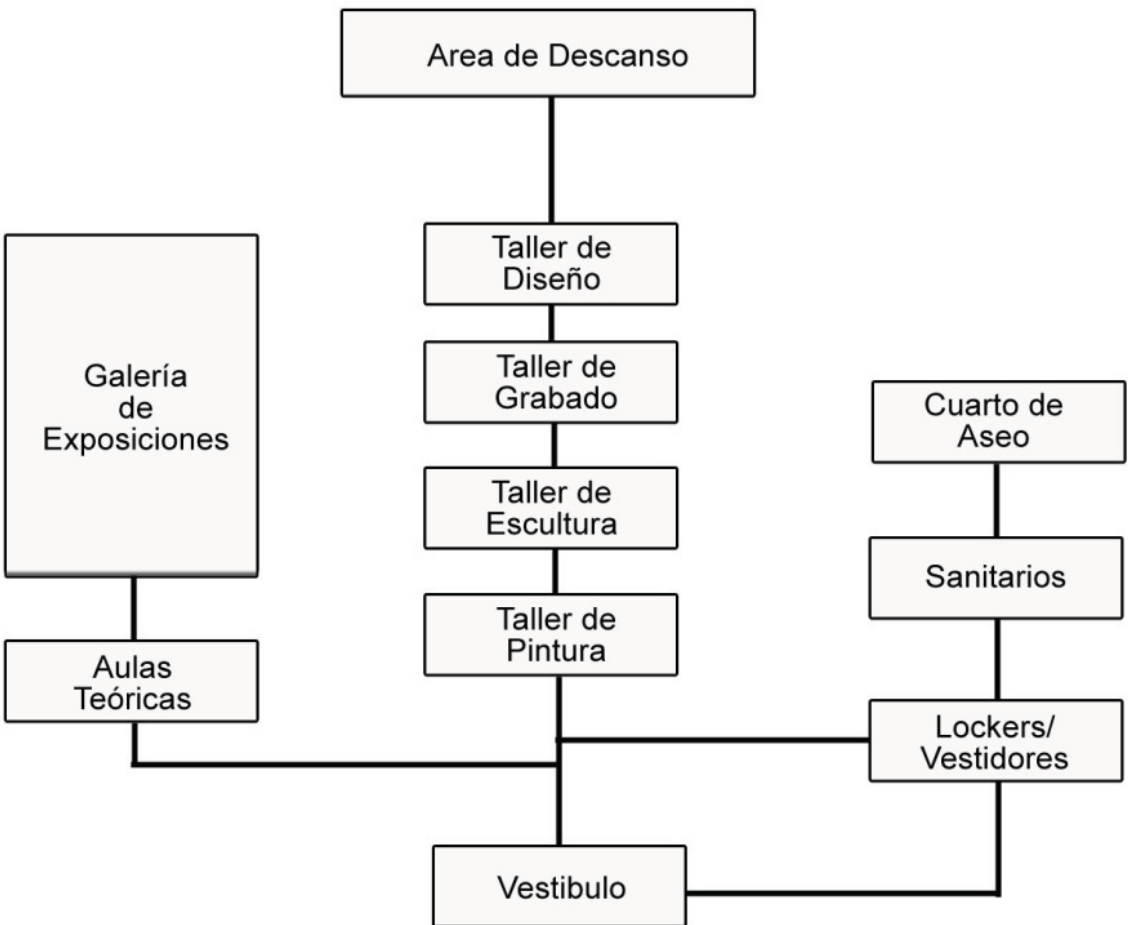 Area de Descanso
Taller de
Diseño
Taller de
Grabado
Galería
de
Exposiciones
Cuarto de
Aseo
Taller de
Escultura
Sanitarios
Taller de
Pintura
Aulas
Teóricas
Lockers/
Vestidores
Vestibulo